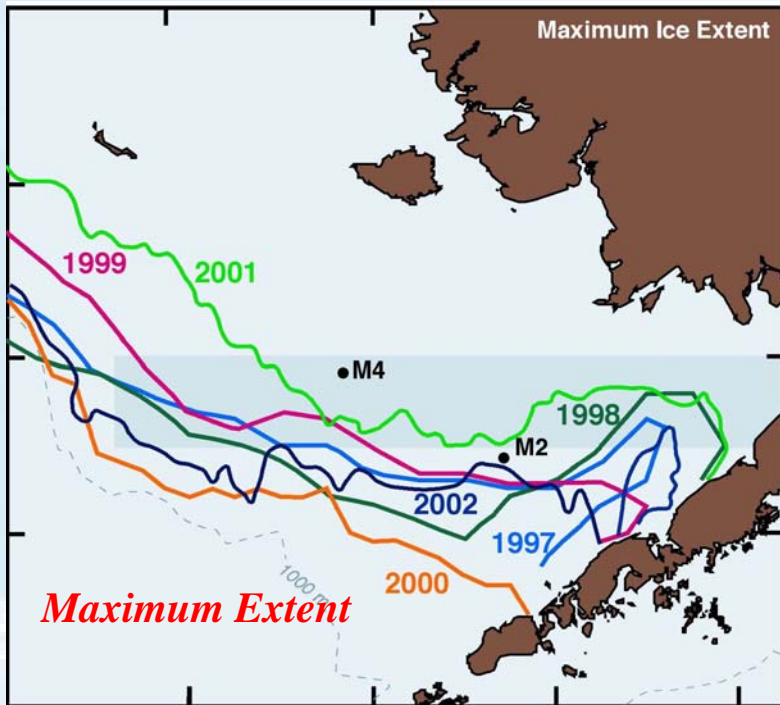 Maximum Ice Extent
1999
2001
M4
1998
M2
2002
1997
2000
1000 m
Maximum Extent